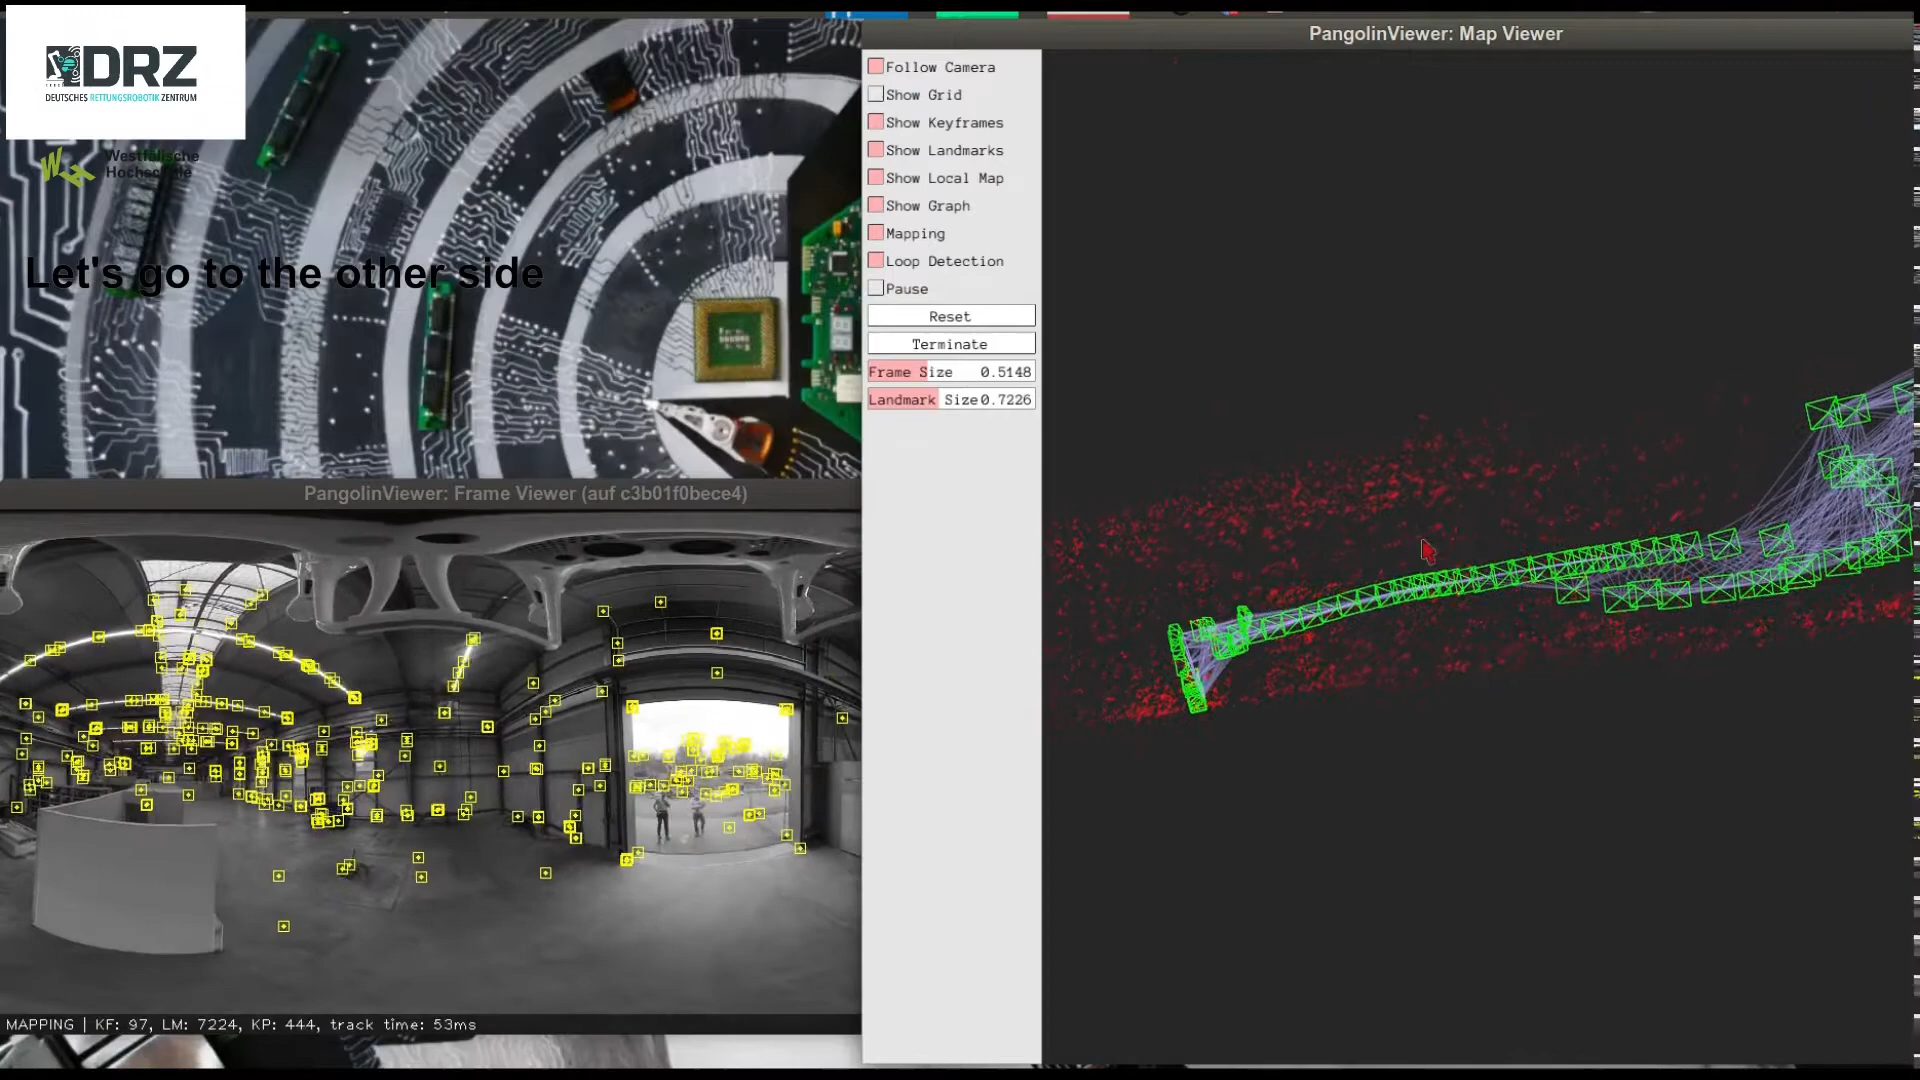 DRZ
DEUTSCHES RETTUNGSROBOTIK ZENTRUM
Westfälische
Hochschule
Let's go to the other side
PangolinViewer: Frame Viewer (auf c3b01f0bece4)
MAPPING | KF: 97, LM: 7224, KP: 444, track time: 53ms
PangolinViewer: Map Viewer
Follow Camera
Show Grid
Show Keyframes
Show Landmarks
Show Local Map
Show Graph
Mapping
Loop Detection
Pause
Reset
Terminate
Frame Size 0.5148
Landmark Size 0.7226